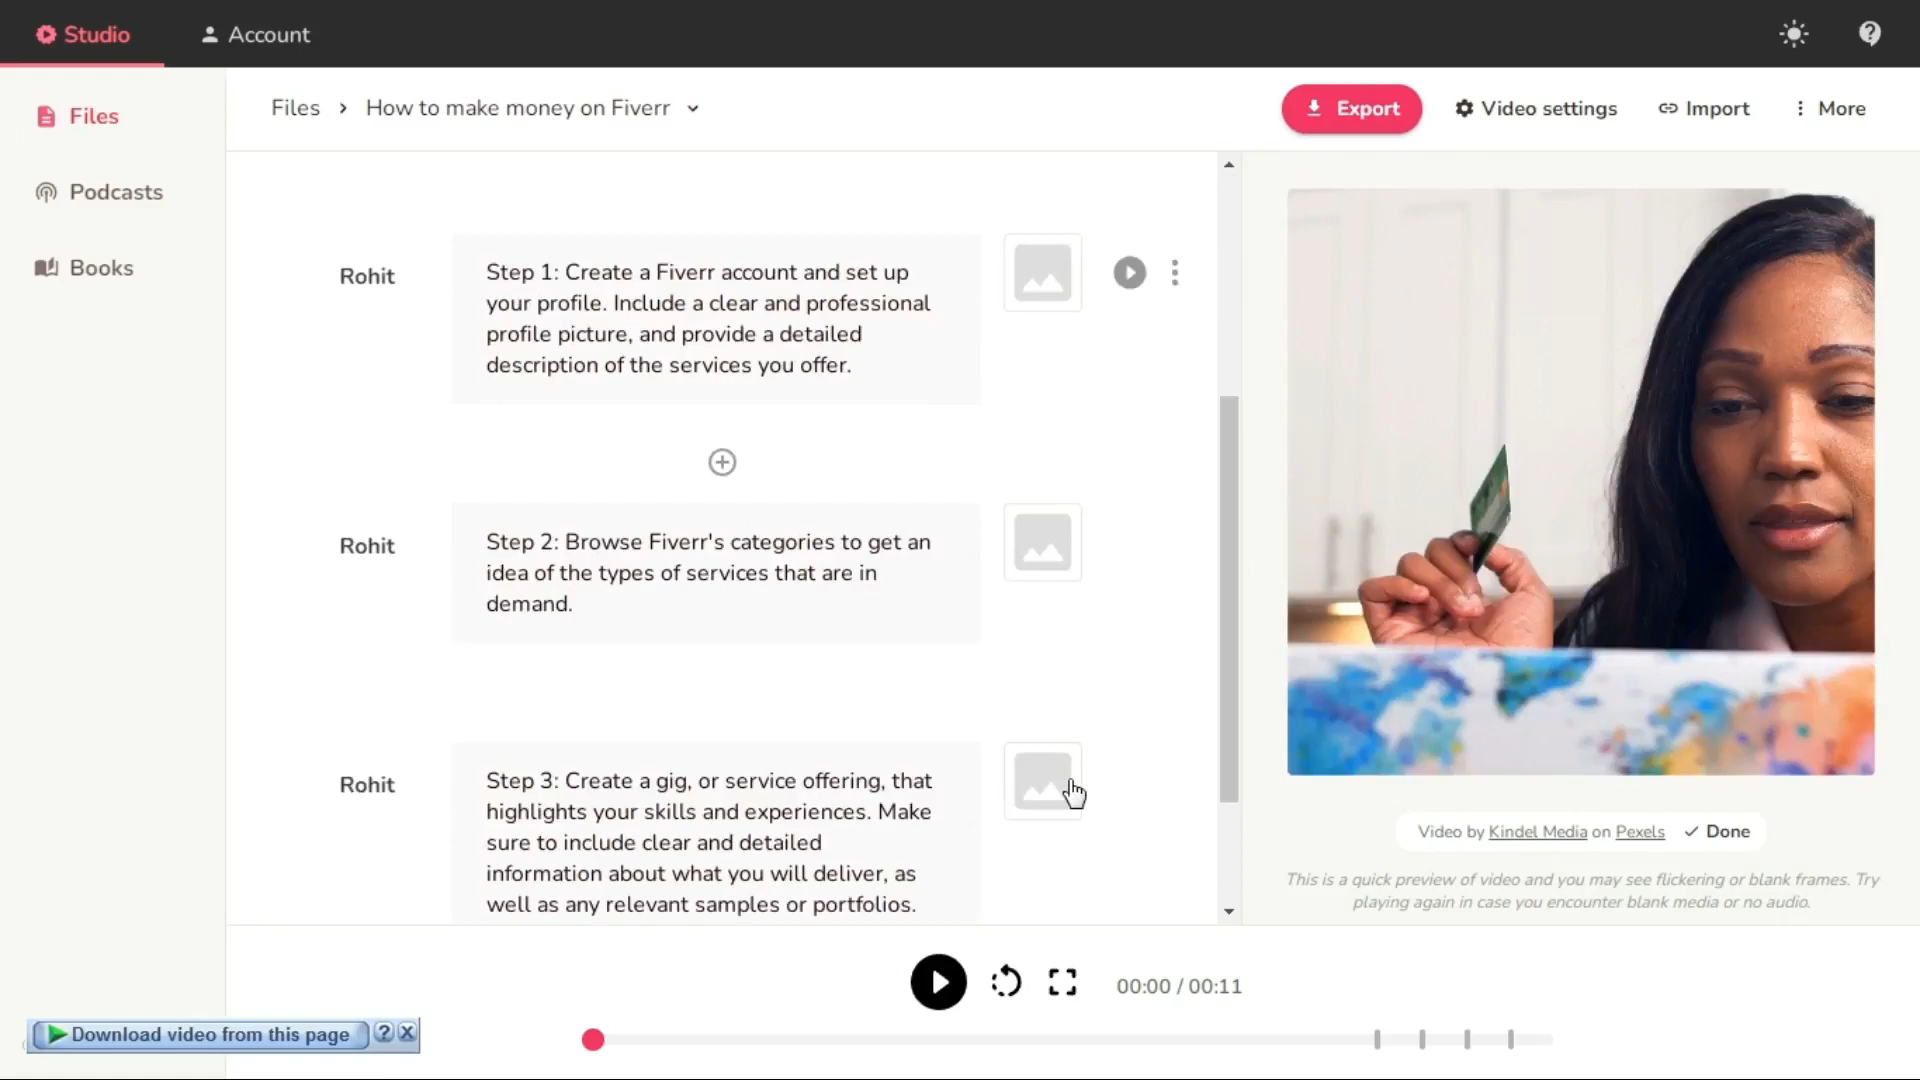 Studio
Account
Files
Podcasts
Books
Files > How to make money on Fiverr
Export
Video settings
Import
More
Rohit
Step 1: Create a Fiverr account and set up
your profile. Include a clear and professional
profile picture, and provide a detailed
description of the services you offer.
Rohit
Step 2: Browse Fiverr's categories to get an
idea of the types of services that are in
demand.
Rohit
Step 3: Create a gig, or service offering, that
highlights your skills and experiences. Make
sure to include clear and detailed
information about what you will deliver, as
well as any relevant samples or portfolios.
Video by Kindel Media on Pexels
Done
This is a quick preview of video and you may see flickering or blank frames. Try
playing again in case you encounter blank media or no audio.
00:00 / 00:11
Download video from this page
? X